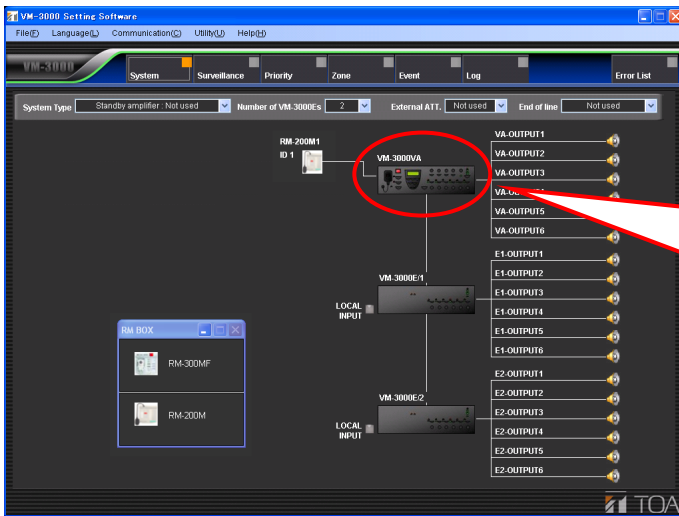 VM-3000 Setting Software
File(F) Language(L) Communication(C) Utility(U) Help(H)
VM-3000
System Surveillance Priority Zone Event Log Error List
System Type Standby amplifier : Not used Number of VM-3000Es 2 External ATT. Not used End of line Not used
RM-200M1
ID 1
VM-3000VA
VA-OUTPUT1
VA-OUTPUT2
VA-OUTPUT3
VA-OUTPUT5
VA-OUTPUT6
VM-3000E/1
LOCAL
INPUT
E1-OUTPUT1
E1-OUTPUT2
E1-OUTPUT3
E1-OUTPUT4
E1-OUTPUT5
E1-OUTPUT6
RM BOX
RM-300MF
RM-200M
VM-3000E/2
LOCAL
INPUT
E2-OUTPUT1
E2-OUTPUT2
E2-OUTPUT3
E2-OUTPUT4
E2-OUTPUT5
E2-OUTPUT6
TOA